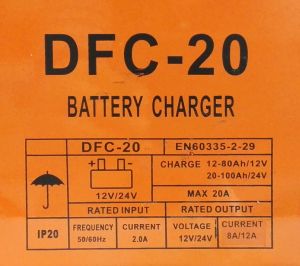 DFC-20
BATTERY CHARGER
DFC-20 EN60335-2-29
+ -
12V/24V
CHARGE 12-80Ah/12V
20-100Ah/24V
MAX 20A
RATED INPUT RATED OUTPUT
IP20 FREQUENCY 50/60Hz CURRENT 2.0A VOLTAGE 12V/24V CURRENT 8A/12A